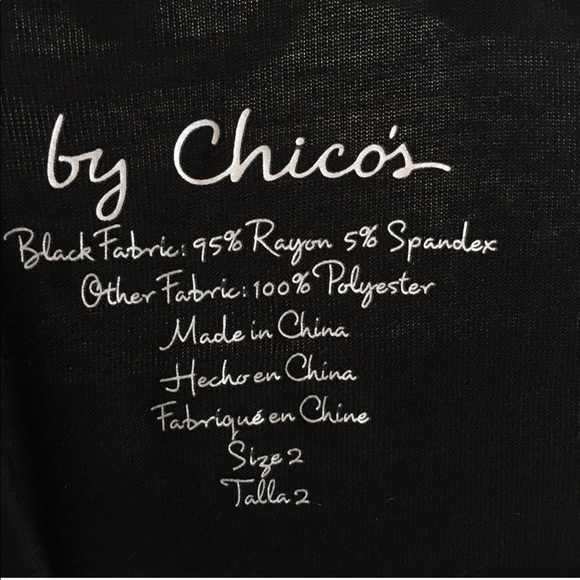 by Chico's
Black Fabric: 95% Rayon 5% Spandex
Other Fabric: 100% Polyester
Made in China
Hecho en China
Fabriqué en Chine
Size 2
Talla 2